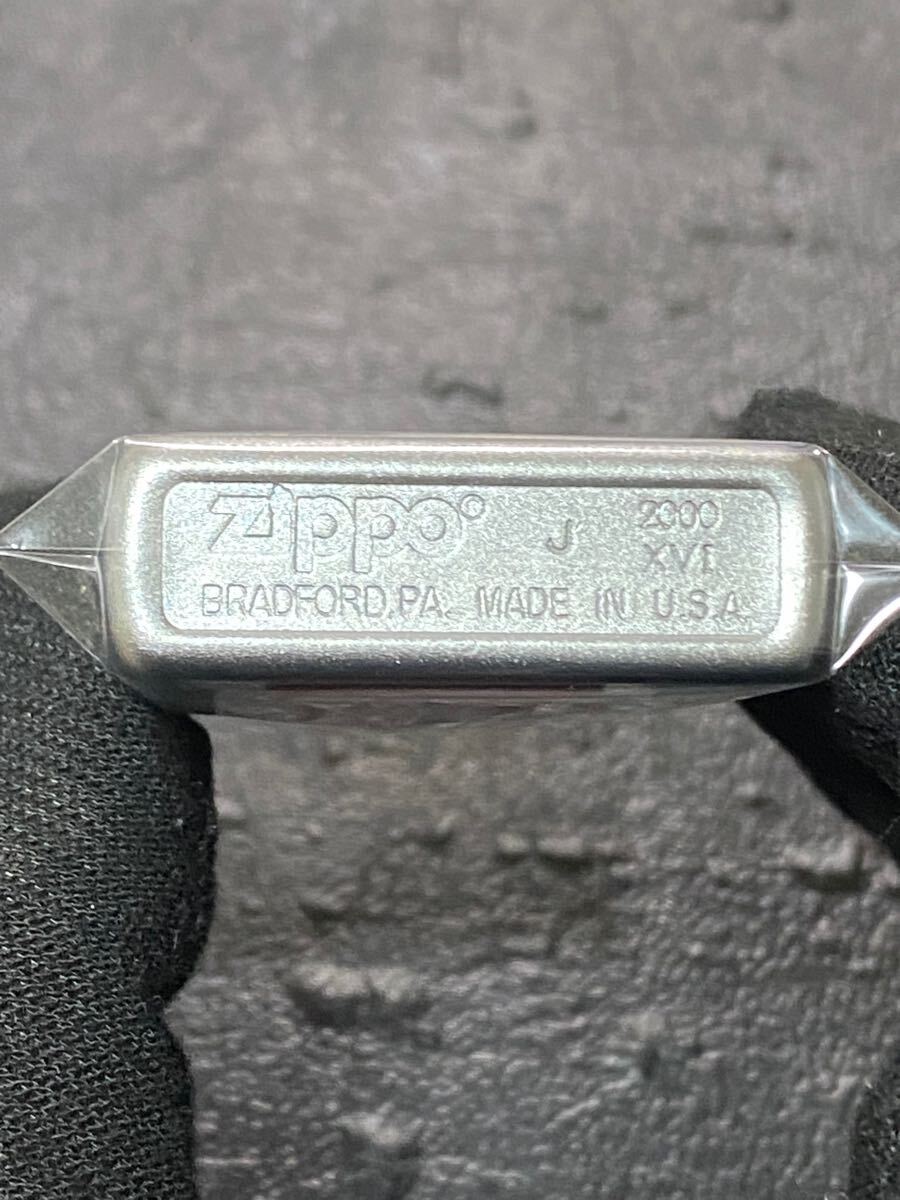 Zippo J 2000
XVI
BRADFORD,PA. MADE IN U.S.A.